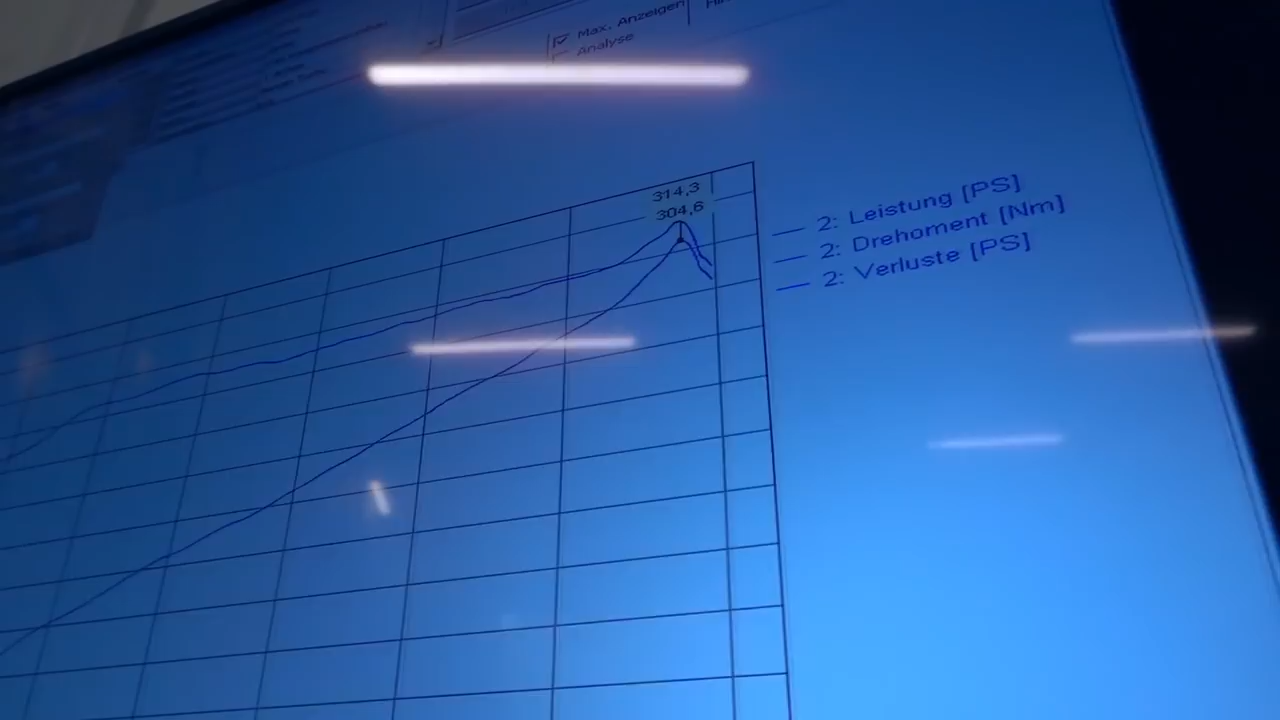 Max. Anzeigen
Analyse
314,3
304,6
2: Leistung [PS]
2: Drehoment [Nm]
2: Verluste [PS]